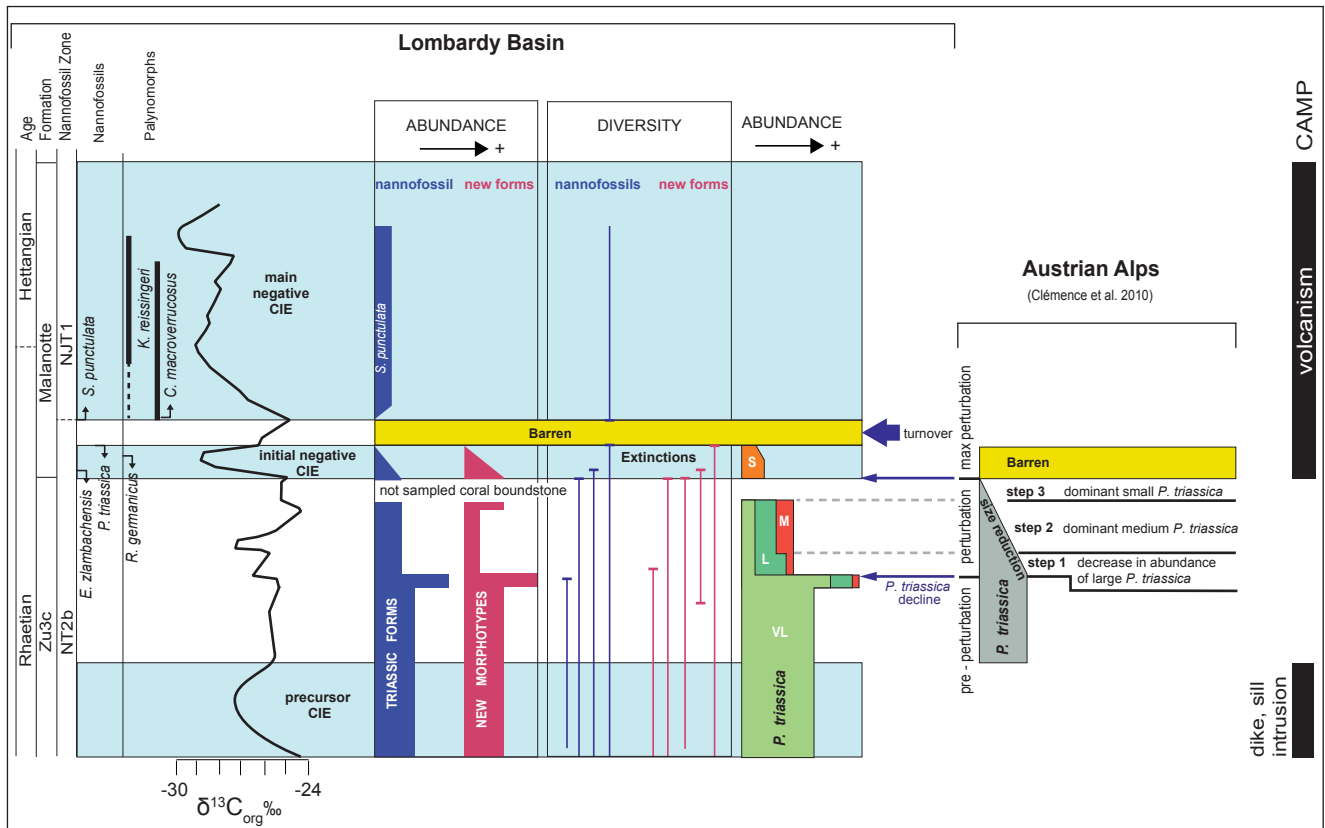 Lombardy Basin
Age
Formation
Nannofossil Zone
Nannofossils
Palynomorphs
ABUNDANCE
+
DIVERSITY
ABUNDANCE
+
CAMP
nannofossil
new forms
nannofossils
new forms
Hettangian
Malanotte
NJT1
S. punctulata
K. reissingeri
C. macroverrucosus
main
negative
CIE
S. punctulata
Austrian Alps
(Clémence et al. 2010)
volcanism
Barren
turnover
max perturbation
initial negative
CIE
Extinctions
S
Barren
E. zlambachensis
P. triassica
R. germanicus
not sampled coral boundstone
Rhaetian
Zu3c
NT2b
TRIASSIC FORMS
NEW MORPHOTYPES
M
L
VL
P. triassica
P. triassica
decline
perturbation
pre - perturbation
size reduction
P. triassica
step 3 dominant small P. triassica
step 2 dominant medium P. triassica
step 1 decrease in abundance
of large P. triassica
precursor
CIE
dike, sill
intrusion
-30
-24
δ13Corg‰